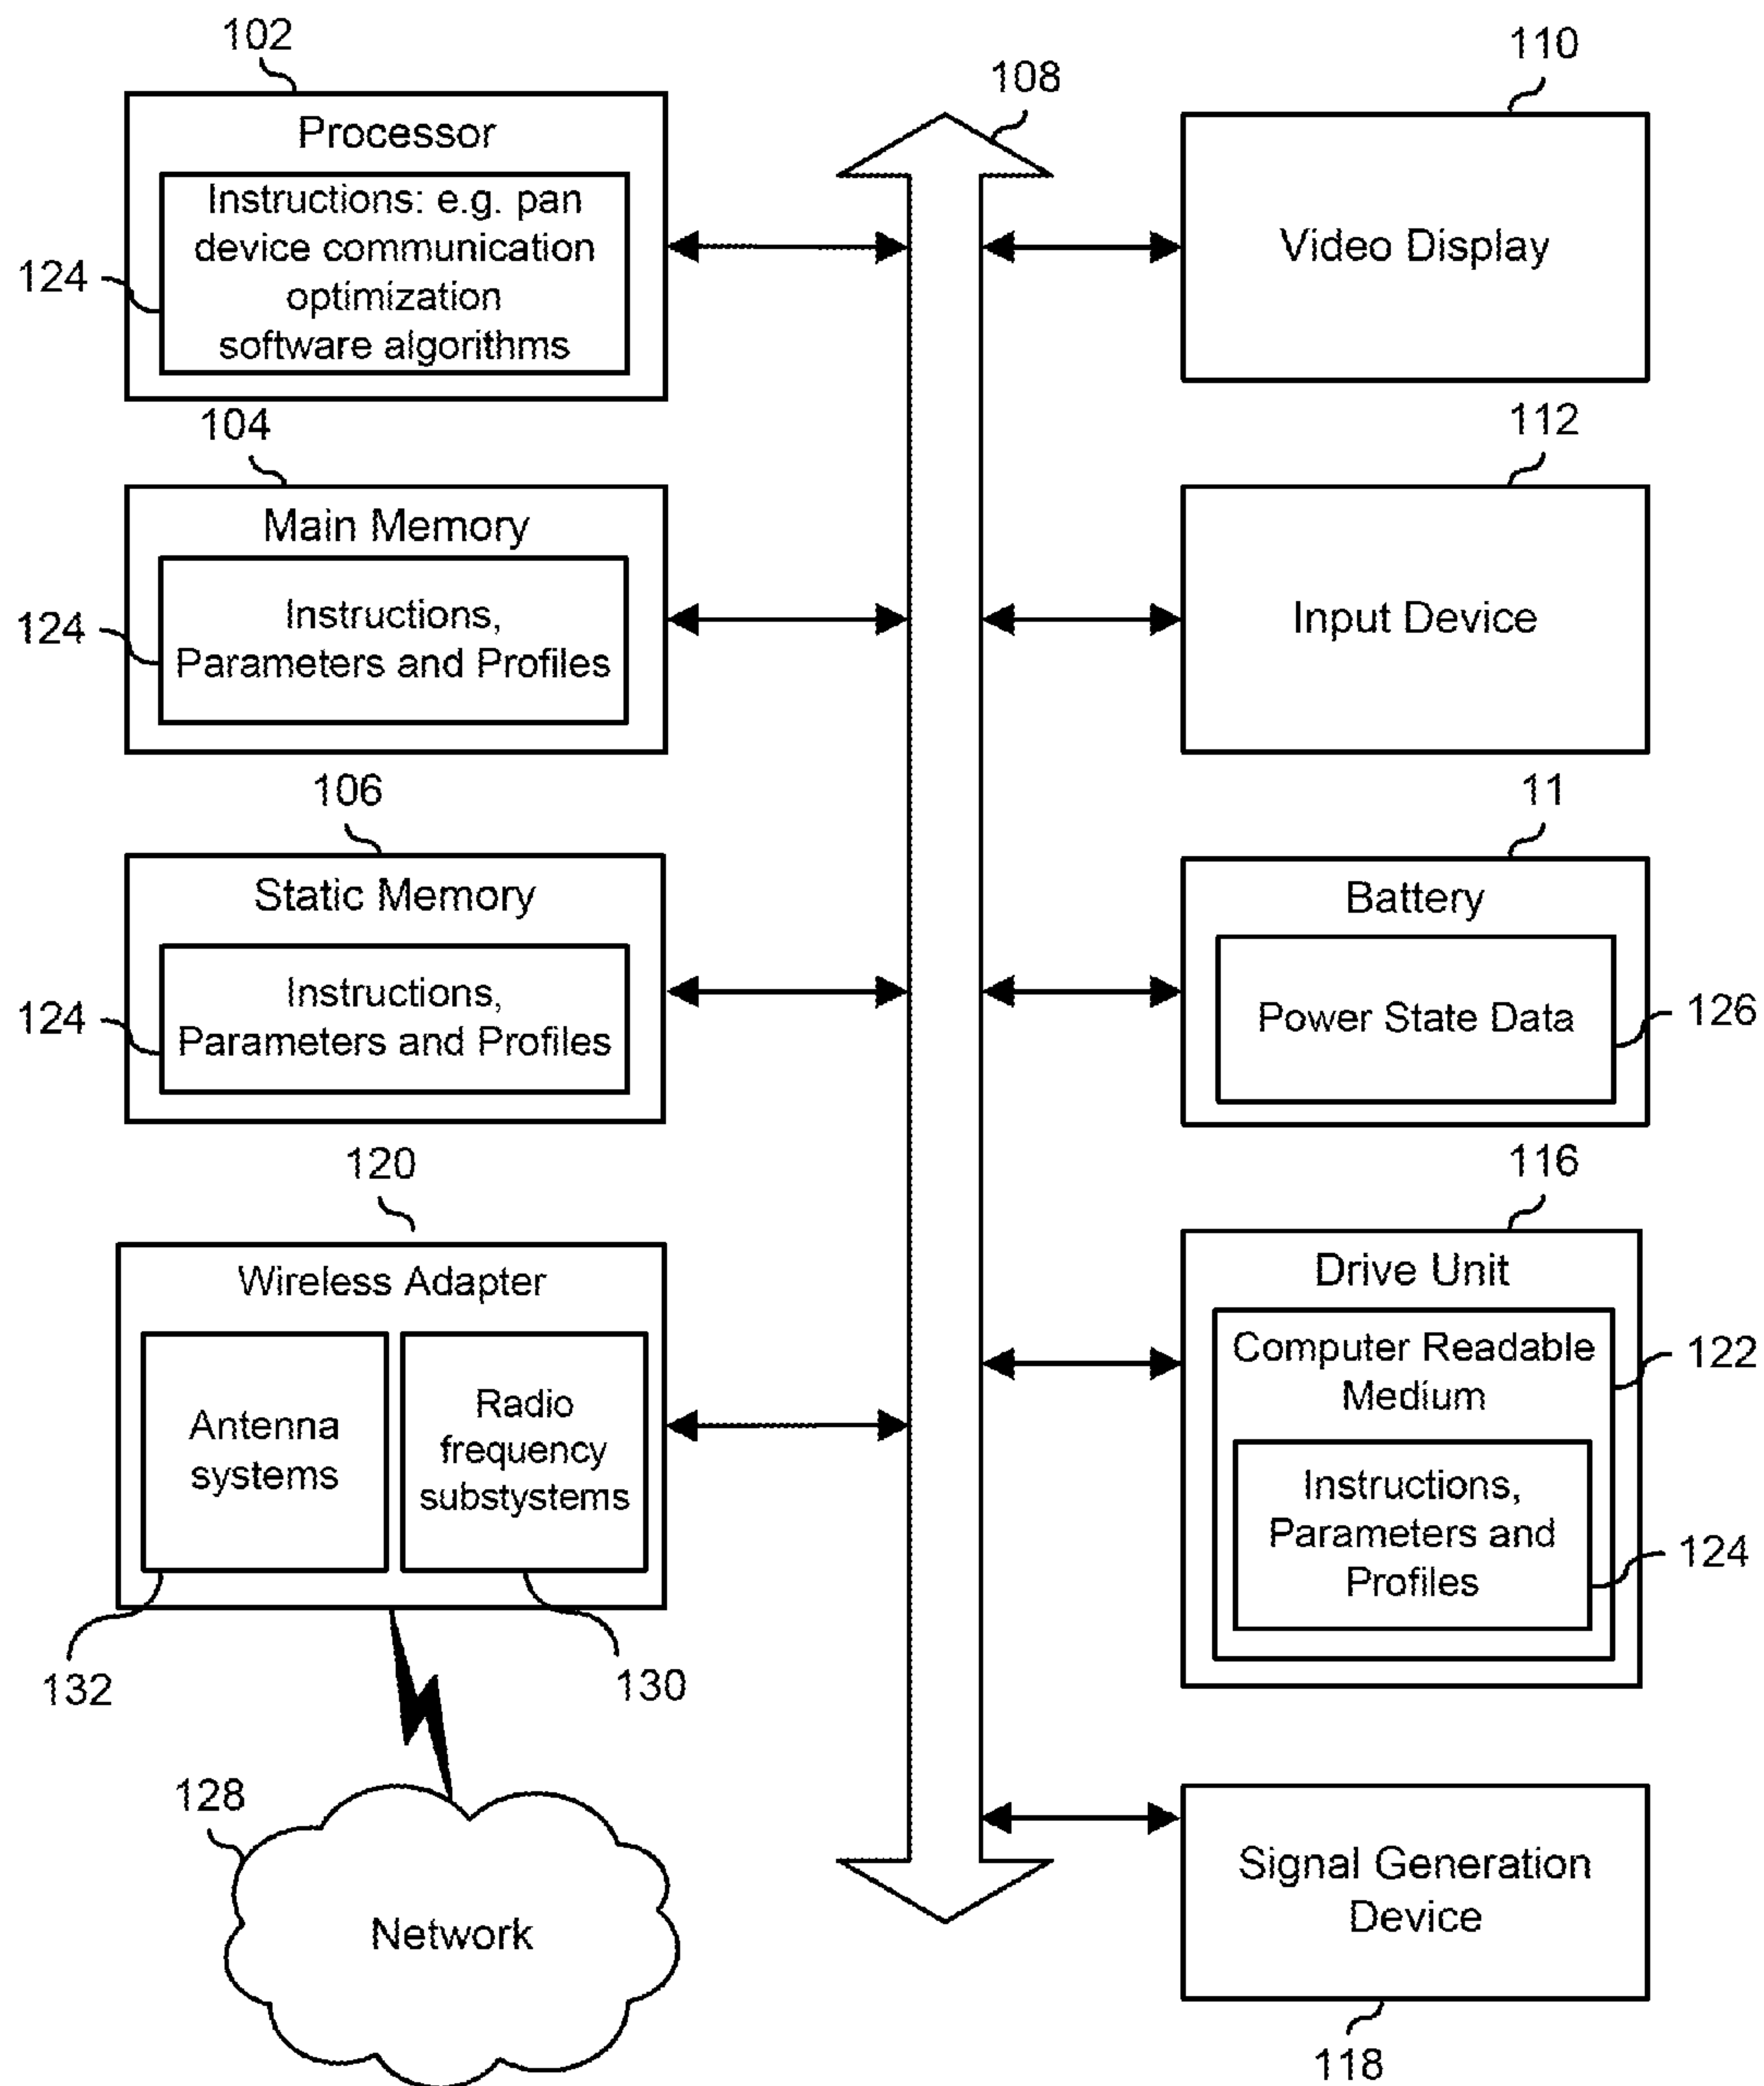 102
Processor
Instructions: e.g. pan
device communication
optimization
software algorithms
124
104
Main Memory
Instructions,
Parameters and Profiles
124
106
Static Memory
Instructions,
Parameters and Profiles
124
120
Wireless Adapter
Antenna
systems
Radio
frequency
substystems
132
130
128
Network
108
110
Video Display
112
Input Device
11
Battery
Power State Data
126
116
Drive Unit
Computer Readable
Medium
122
Instructions,
Parameters and
Profiles
124
Signal Generation
Device
118